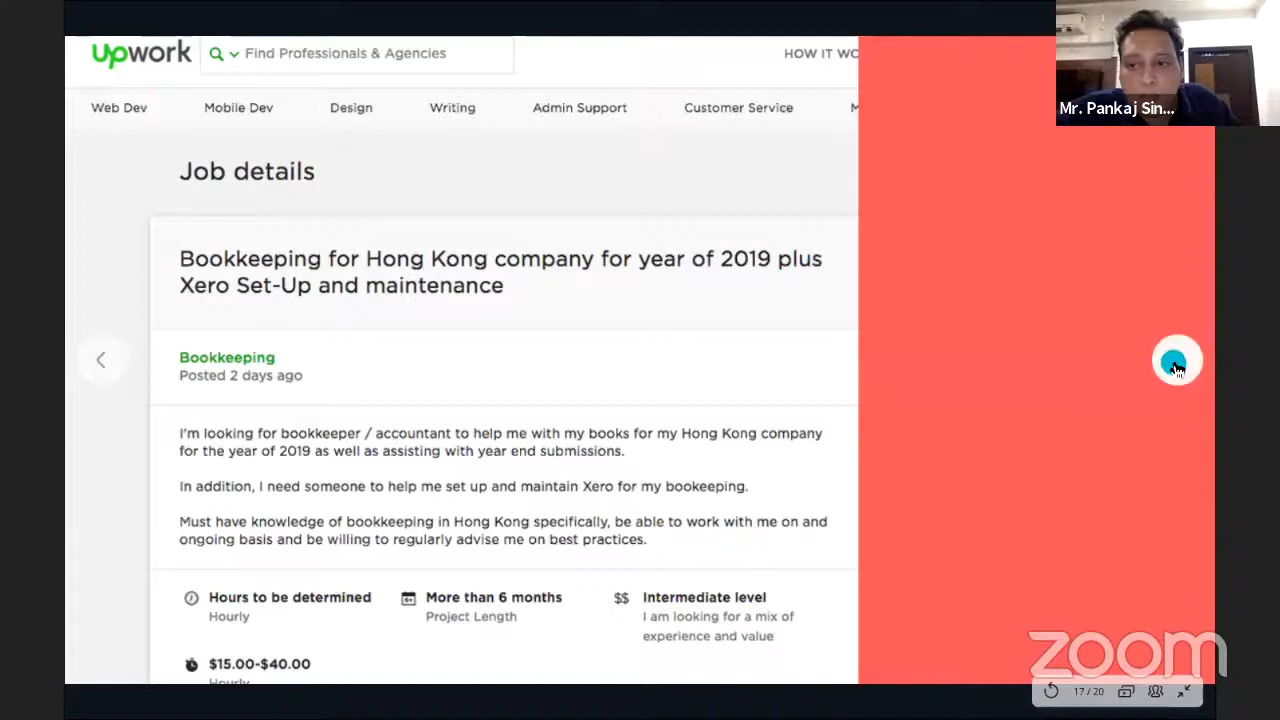 upwork
Find Professionals & Agencies
HOW IT WO
Web Dev
Mobile Dev
Design
Writing
Admin Support
Customer Service
M
Mr. Pankaj Sin...
Job details
Bookkeeping for Hong Kong company for year of 2019 plus
Xero Set-Up and maintenance
Bookkeeping
Posted 2 days ago
I'm looking for bookkeeper / accountant to help me with my books for my Hong Kong company
for the year of 2019 as well as assisting with year end submissions.
In addition, I need someone to help me set up and maintain Xero for my bookeeping.
Must have knowledge of bookkeeping in Hong Kong specifically, be able to work with me on and
ongoing basis and be willing to regularly advise me on best practices.
Hours to be determined
Hourly
More than 6 months
Project Length
$$
Intermediate level
I am looking for a mix of
experience and value
$15.00-$40.00
Hourly
zoom
17/20